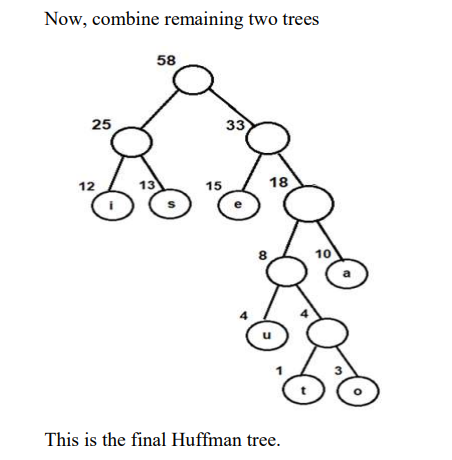 Now, combine remaining two trees
58
25
33
12
13
15
18
i
s
e
8
10
a
4
4
u
1
3
t
o
This is the final Huffman tree.